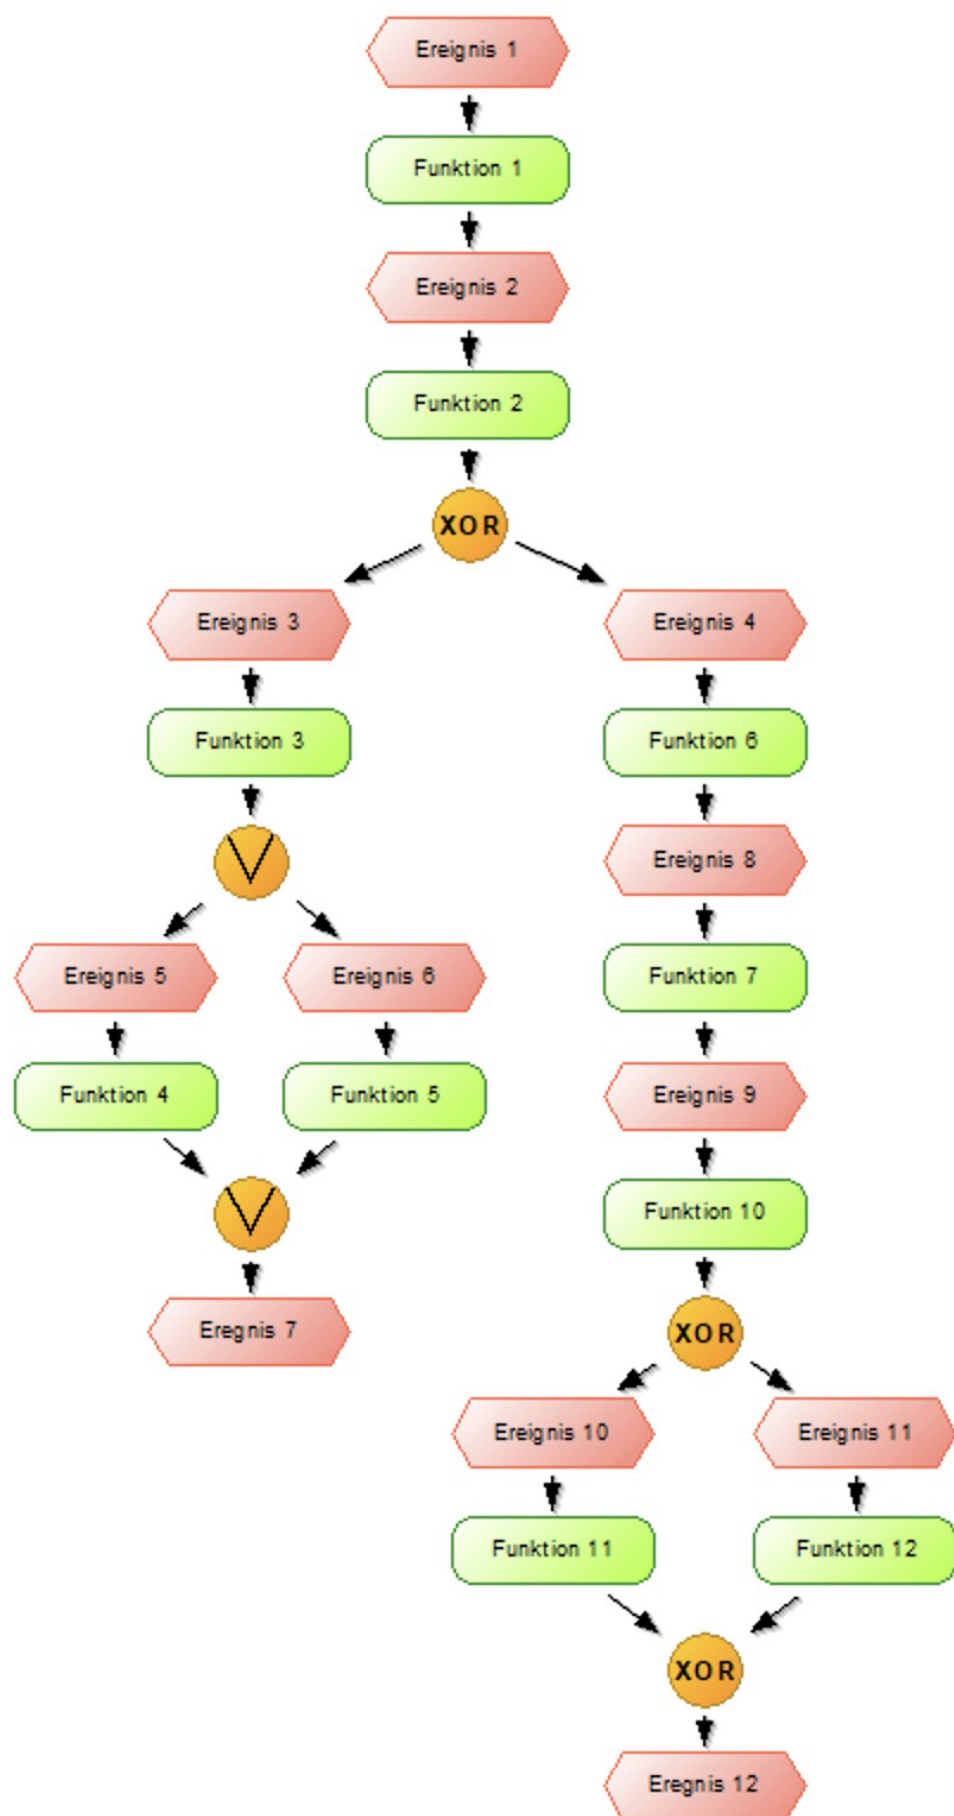 Ereignis 1
Funktion 1
Ereignis 2
Funktion 2
XOR
Ereignis 3
Ereignis 4
Funktion 3
Funktion 6
Ereignis 8
Ereignis 5
Ereignis 6
Funktion 7
Funktion 4
Funktion 5
Ereignis 9
Funktion 10
Eregnis 7
XOR
Ereignis 10
Ereignis 11
Funktion 11
Funktion 12
XOR
Eregnis 12